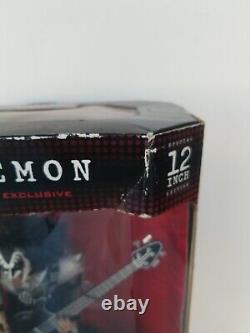 EMON
EXCLUSIVE
SPECIAL
12
INCH
EDITION